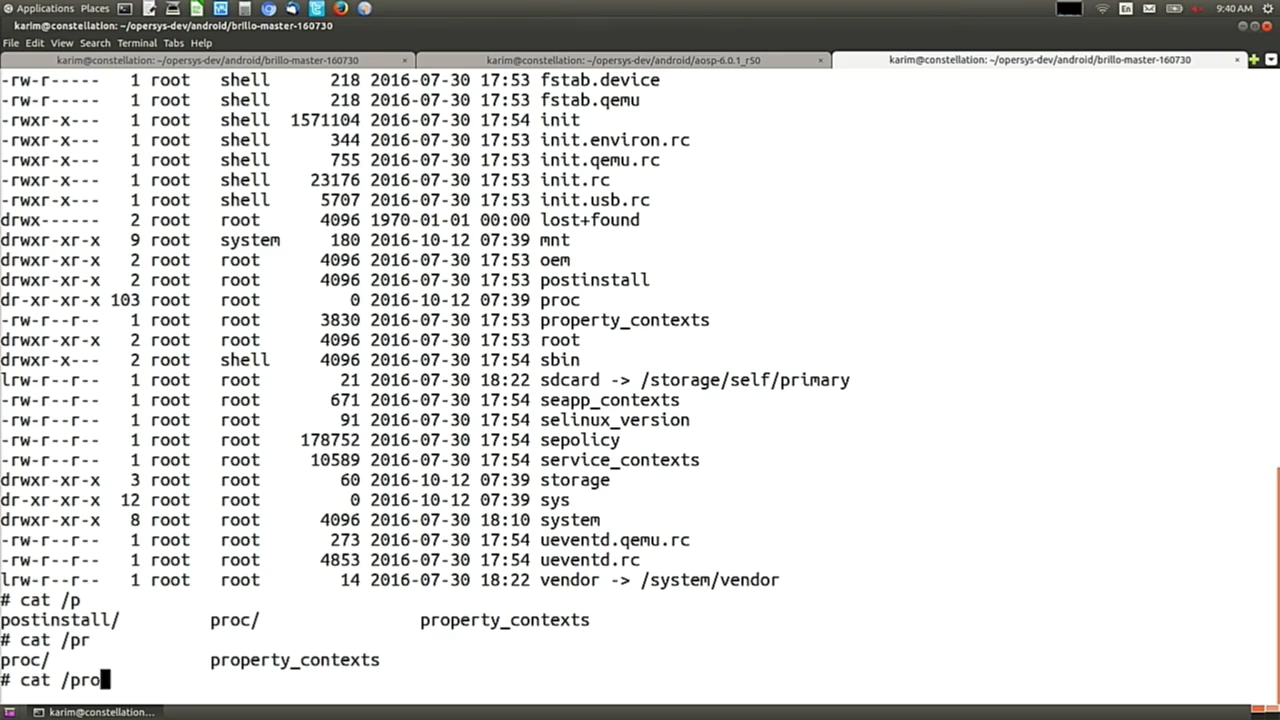 Applications Places En 9:40 AM
karim@constellation: ~/opersys-dev/android/brillo-master-160730
File Edit View Search Terminal Tabs Help
karim@constellation: ~/opersys-dev/android/brillo-master-160730 × karim@constellation: ~/opersys-dev/android/aosp-6.0.1_r50 × karim@constellation: ~/opersys-dev/android/brillo-master-160730 ×
-rw-r----- 1 root shell 218 2016-07-30 17:53 fstab.device
-rw-r----- 1 root shell 218 2016-07-30 17:53 fstab.qemu
-rwxr-x--- 1 root shell 1571104 2016-07-30 17:54 init
-rwxr-x--- 1 root shell 344 2016-07-30 17:53 init.environ.rc
-rwxr-x--- 1 root shell 755 2016-07-30 17:53 init.qemu.rc
-rwxr-x--- 1 root shell 23176 2016-07-30 17:53 init.rc
-rwxr-x--- 1 root shell 5707 2016-07-30 17:53 init.usb.rc
drwx------ 2 root root 4096 1970-01-01 00:00 lost+found
drwxr-xr-x 9 root system 180 2016-10-12 07:39 mnt
drwxr-xr-x 2 root root 4096 2016-07-30 17:53 oem
drwxr-xr-x 2 root root 4096 2016-07-30 17:53 postinstall
dr-xr-xr-x 103 root root 0 2016-10-12 07:39 proc
-rw-r--r-- 1 root root 3830 2016-07-30 17:53 property_contexts
drwxr-xr-x 2 root root 4096 2016-07-30 17:53 root
drwxr-x--- 2 root shell 4096 2016-07-30 17:54 sbin
lrw-r--r-- 1 root root 21 2016-07-30 18:22 sdcard -> /storage/self/primary
-rw-r--r-- 1 root root 671 2016-07-30 17:54 seapp_contexts
-rw-r--r-- 1 root root 91 2016-07-30 17:54 selinux_version
-rw-r--r-- 1 root root 178752 2016-07-30 17:54 sepolicy
-rw-r--r-- 1 root root 10589 2016-07-30 17:54 service_contexts
drwxr-xr-x 3 root root 60 2016-10-12 07:39 storage
dr-xr-xr-x 12 root root 0 2016-10-12 07:39 sys
drwxr-xr-x 8 root root 4096 2016-07-30 18:10 system
-rw-r--r-- 1 root root 273 2016-07-30 17:54 ueventd.qemu.rc
-rw-r--r-- 1 root root 4853 2016-07-30 17:54 ueventd.rc
lrw-r--r-- 1 root root 14 2016-07-30 18:22 vendor -> /system/vendor
# cat /p
postinstall/ proc/ property_contexts
# cat /pr
proc/ property_contexts
# cat /pro
karim@constellation...